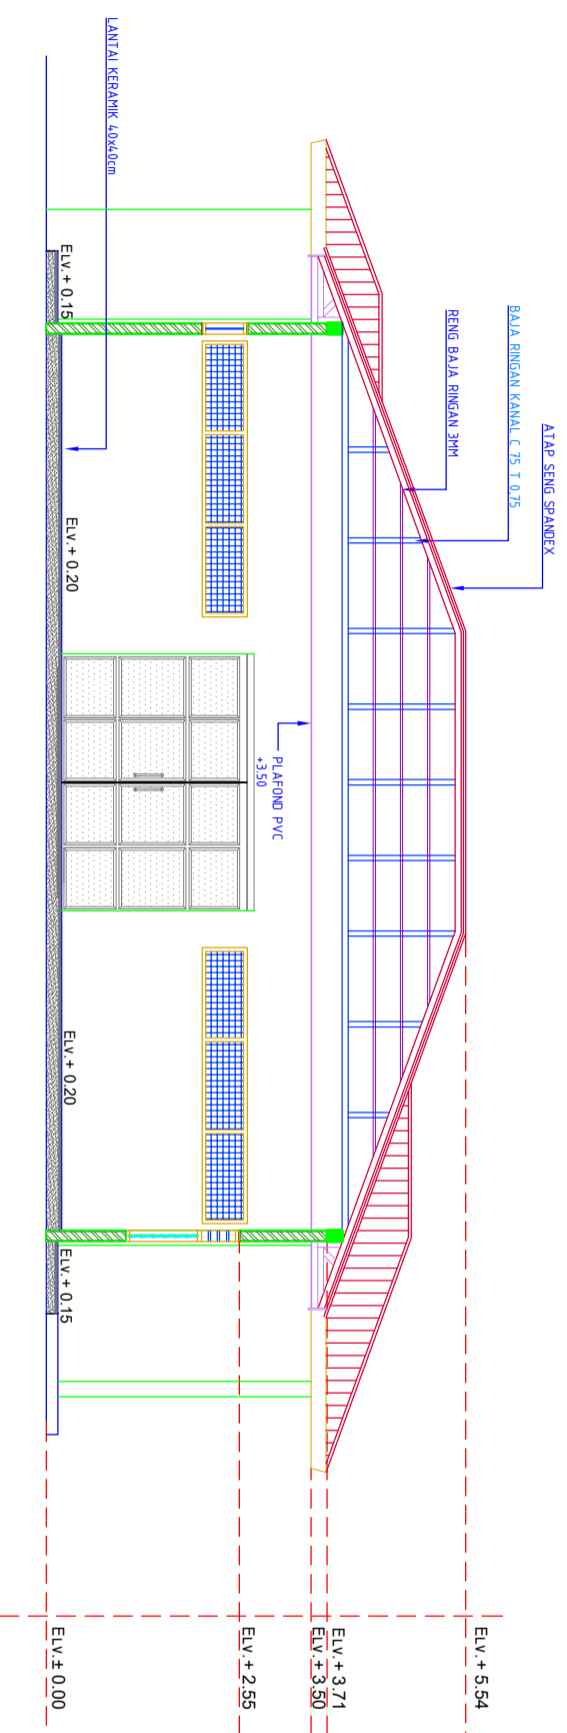 ATAP SENG SPANDEX
BAJA RINGAN KANAL C 75 T 0.75
RENG BAJA RINGAN 3MM
LANTAI KERAMIK 40x40cm
PLAFOND PVC
+3.50
ELV.+ 0.15
ELV.+ 0.20
ELV.+ 0.20
ELV.+ 0.15
ELV.+ 5.54
ELV.+ 3.71
ELV.+ 3.50
ELV.+ 2.55
ELV.± 0.00